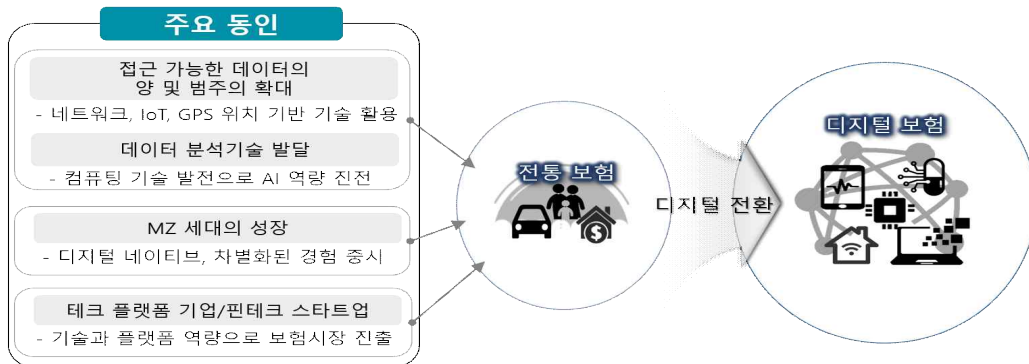 주요 동인
접근 가능한 데이터의
양 및 범주의 확대
- 네트워크, IoT, GPS 위치 기반 기술 활용
데이터 분석기술 발달
- 컴퓨팅 기술 발전으로 AI 역량 진전
MZ 세대의 성장
- 디지털 네이티브, 차별화된 경험 중시
테크 플랫폼 기업/핀테크 스타트업
- 기술과 플랫폼 역량으로 보험시장 진출
전통 보험
디지털 전환
디지털 보험